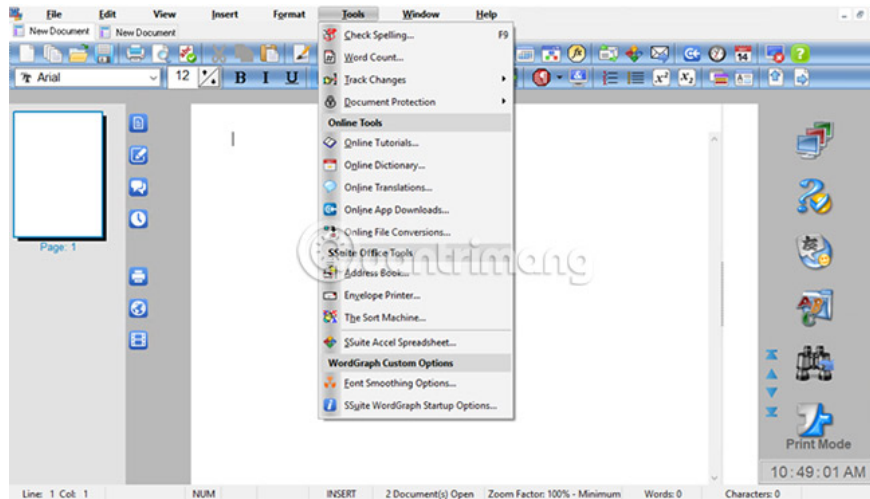 File Edit View Insert Format Tools Window Help
New Document New Document
Arial 12 B I U x² x₂
14
Check Spelling... F9
Word Count...
Track Changes
Document Protection
Online Tools
Online Tutorials...
Online Dictionary...
Online Translations...
Online App Downloads...
Online File Conversions...
SSuite Office Tools
Address Book...
Envelope Printer...
The Sort Machine...
SSuite Accel Spreadsheet...
WordGraph Custom Options
Font Smoothing Options...
SSuite WordGraph Startup Options...
Page: 1
uantrimang
Print Mode
10:49:01 AM
Line: 1 Col: 1 NUM INSERT 2 Document(s) Open Zoom Factor: 100% - Minimum Words: 0 Characters: 0